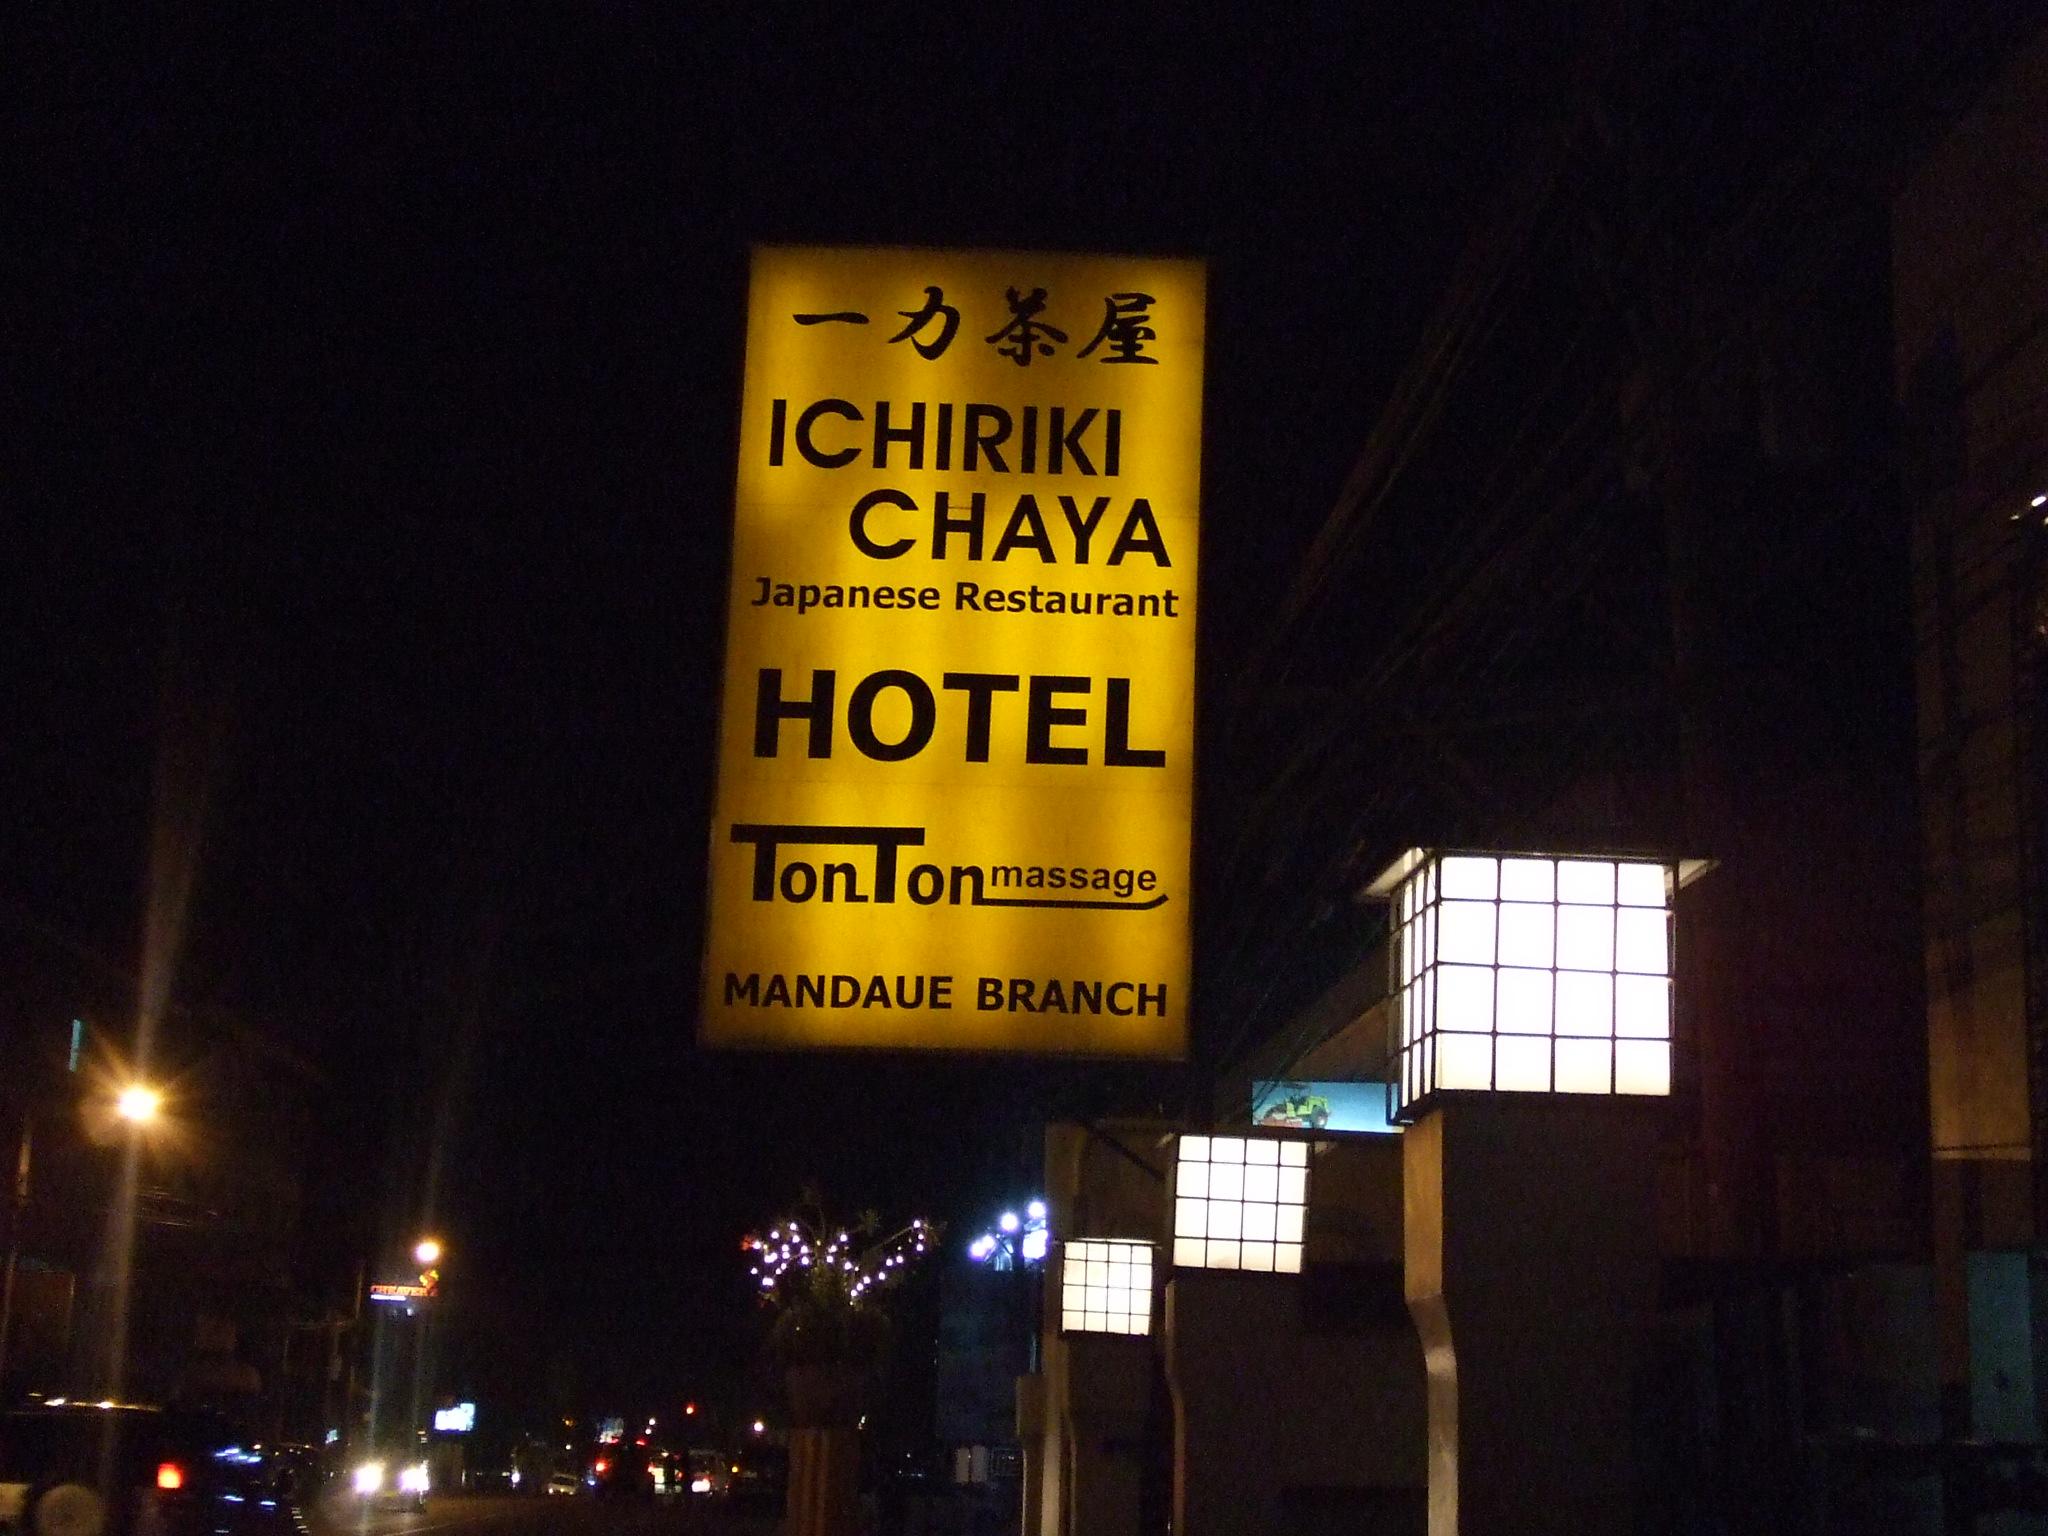 一力茶屋
ICHIRIKI
CHAYA
Japanese Restaurant
HOTEL
TonTon massage
MANDAUE BRANCH